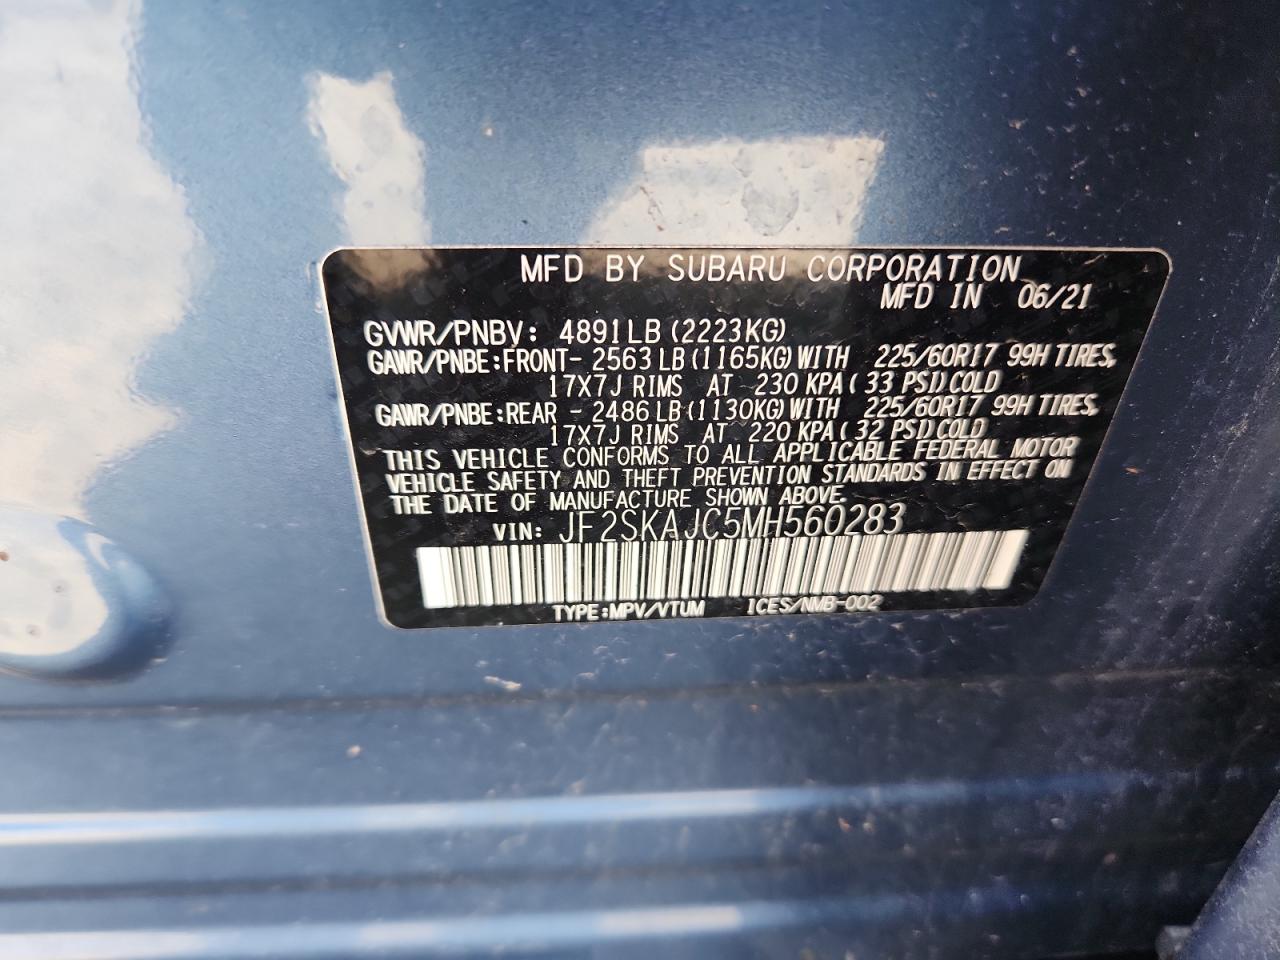 MFD BY SUBARU CORPORATION
MFD IN 06/21
GVWR/PNBV: 4891LB (2223KG)
GAWR/PNBE:FRONT- 2563 LB (1165KG) WITH 225/60R17 99H TIRES,
17X7J RIMS AT 230 KPA ( 33 PSI) COLD
GAWR/PNBE:REAR - 2486 LB (1130KG) WITH 225/60R17 99H TIRES,
17X7J RIMS AT 220 KPA ( 32 PSI) COLD
THIS VEHICLE CONFORMS TO ALL APPLICABLE FEDERAL MOTOR
VEHICLE SAFETY AND THEFT PREVENTION STANDARDS IN EFFECT ON
THE DATE OF MANUFACTURE SHOWN ABOVE.
VIN: JF2SKAJC5MH560283
TYPE:MPV/VTUM ICES/NMB-002